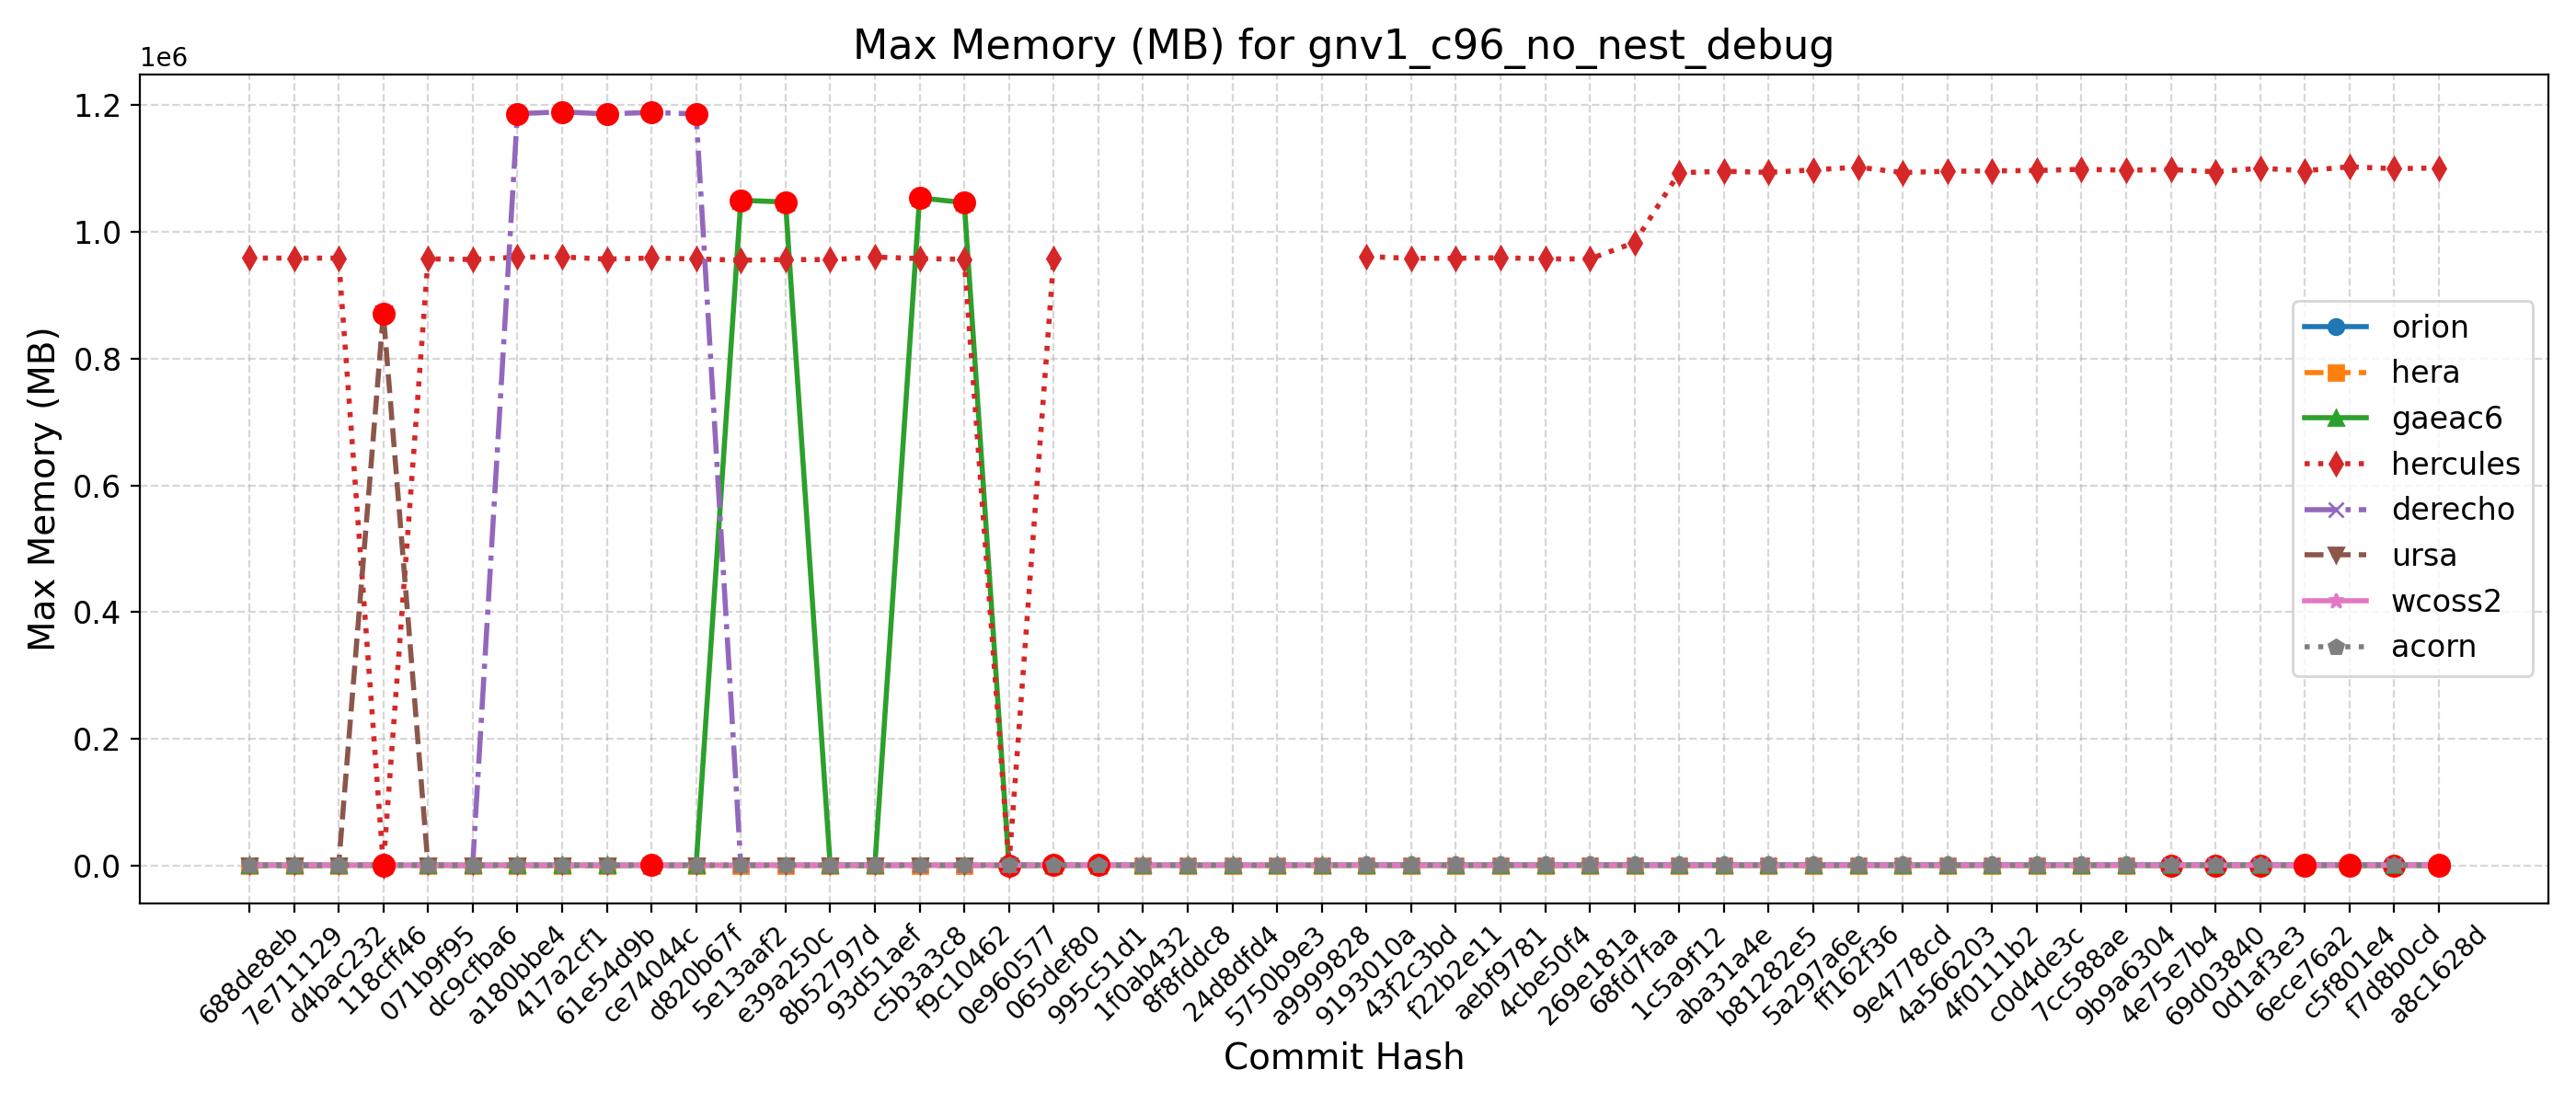 Max Memory (MB) for gnv1_c96_no_nest_debug
1e6
1.2
1.0
0.8
0.6
0.4
0.2
0.0
Max Memory (MB)
orion
hera
gaeac6
hercules
derecho
ursa
wcoss2
acorn
688de8eb
7e711129
d4bac232
118cff46
071b9f95
dc9cfba6
a180bbe4
417a2cf1
61e54d9b
ce74044c
d820b67f
5e13aaf2
e39a250c
8b52797d
93d51aef
c5b3a3c8
f9c10462
0e960577
065def80
995c51d1
1f0ab432
8f8fddc8
24d8dfd4
5750b9e3
a9999828
9193010a
43f2c3bd
f22b2e11
aebf9781
4cbe50f4
269e181a
68fd7faa
1c5a9f12
aba31a4e
b81282e5
5a297a6e
ff162f36
9e4778cd
4a566203
4f0111b2
c0d4de3c
7cc588ae
9b9a6304
4e75e7b4
69d03840
0d1af3e3
6ece76a2
c5f801e4
f7d8b0cd
a8c1628d
Commit Hash